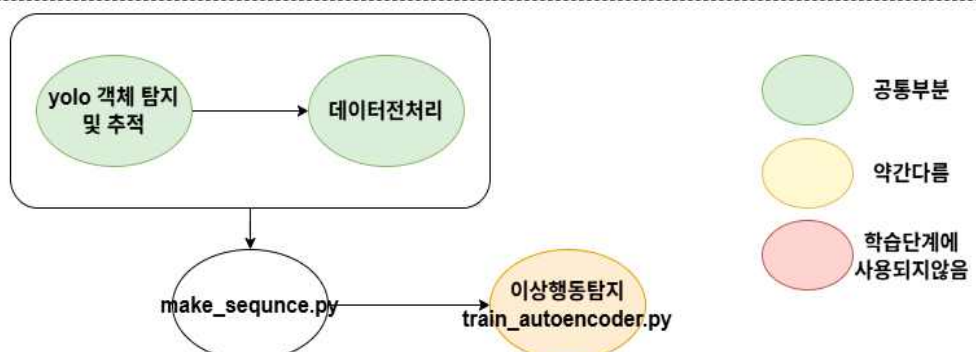 yolo 객체 탐지
및 추적
데이터전처리
make_sequnce.py
이상행동탐지
train_autoencoder.py
공통부분
약간다름
학습단계에
사용되지않음